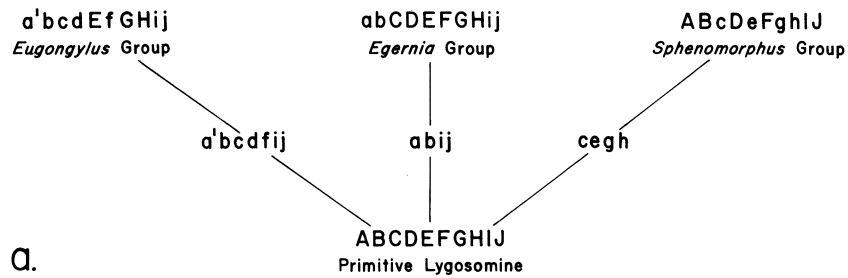 a'bcdEfGHij abCDEFGHij ABcDeFghIJ
Eugongylus Group Egernia Group Sphenomorphus Group
a'bcdfij abij cegh
ABCDEFGHIJ
a. Primitive Lygosomine